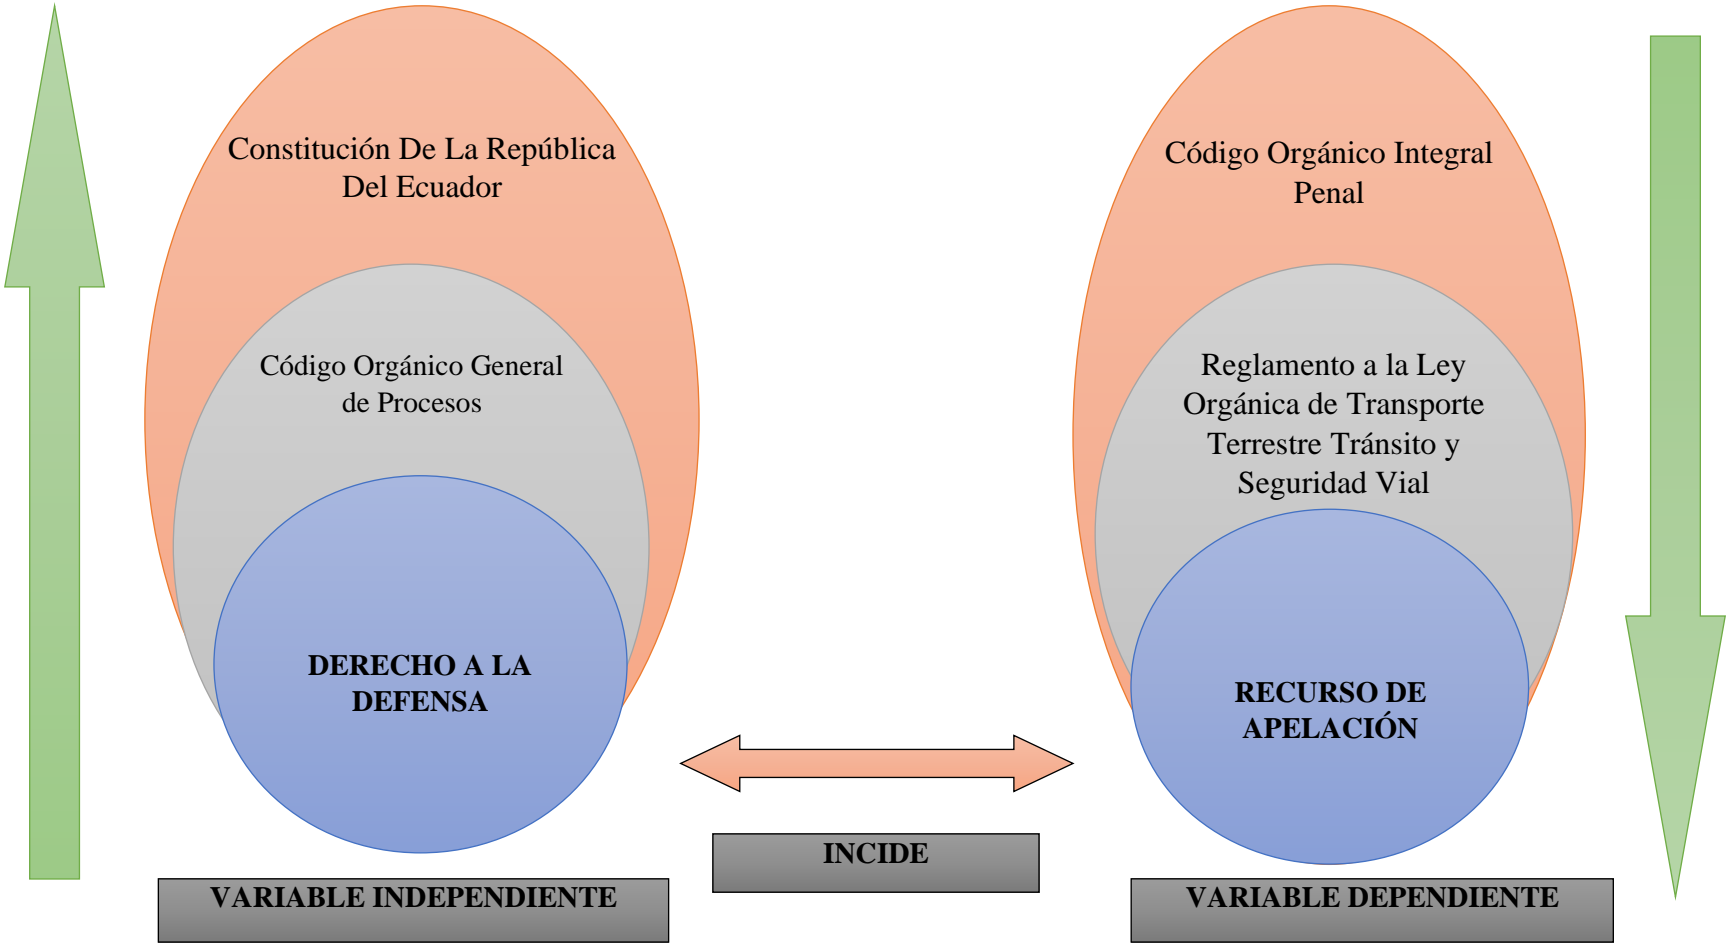 Constitución De La República
Del Ecuador
Código Orgánico General
de Procesos
DERECHO A LA
DEFENSA
VARIABLE INDEPENDIENTE
INCIDE
Código Orgánico Integral
Penal
Reglamento a la Ley
Orgánica de Transporte
Terrestre Tránsito y
Seguridad Vial
RECURSO DE
APELACIÓN
VARIABLE DEPENDIENTE